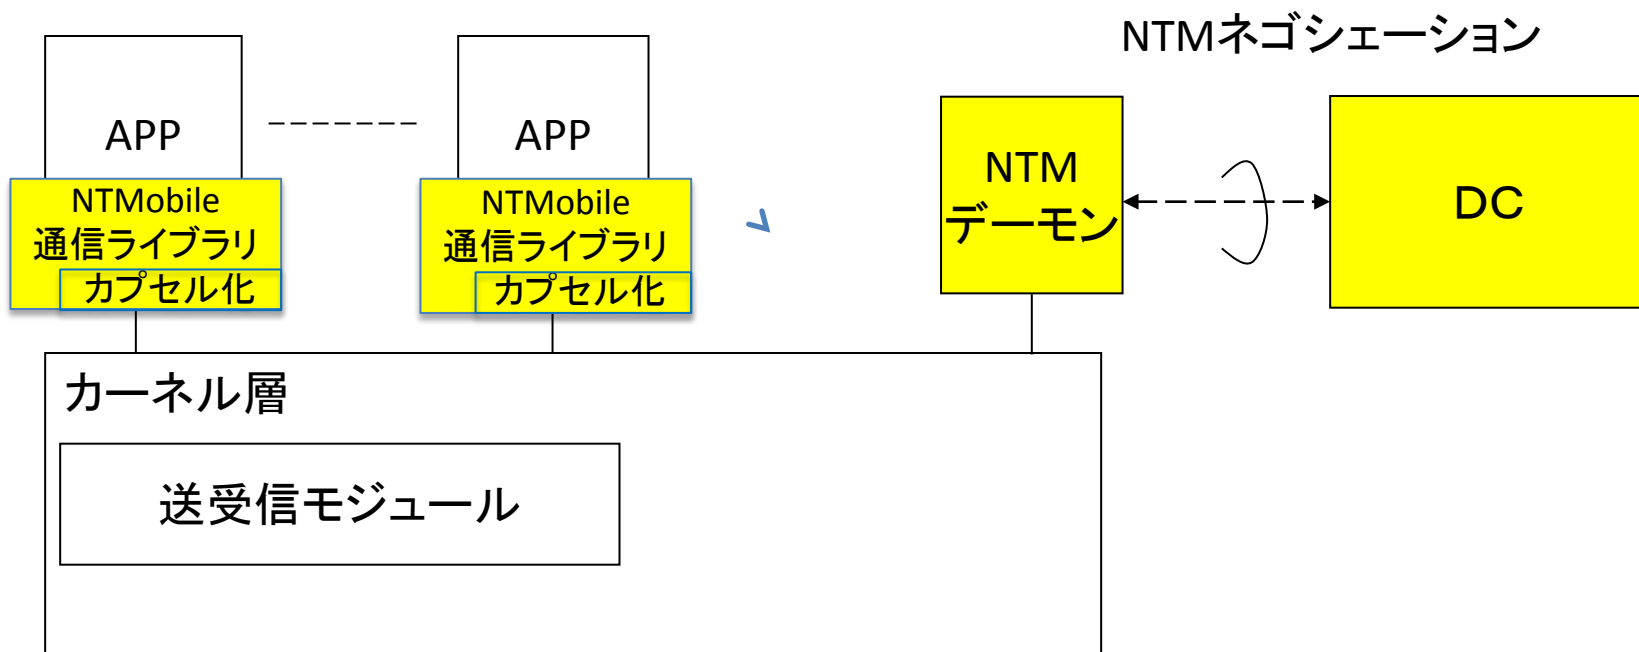 NTMネゴシェーション
APP
APP
NTMobile
通信ライブラリ
カプセル化
NTMobile
通信ライブラリ
カプセル化
NTM
デーモン
DC
カーネル層
送受信モジュール